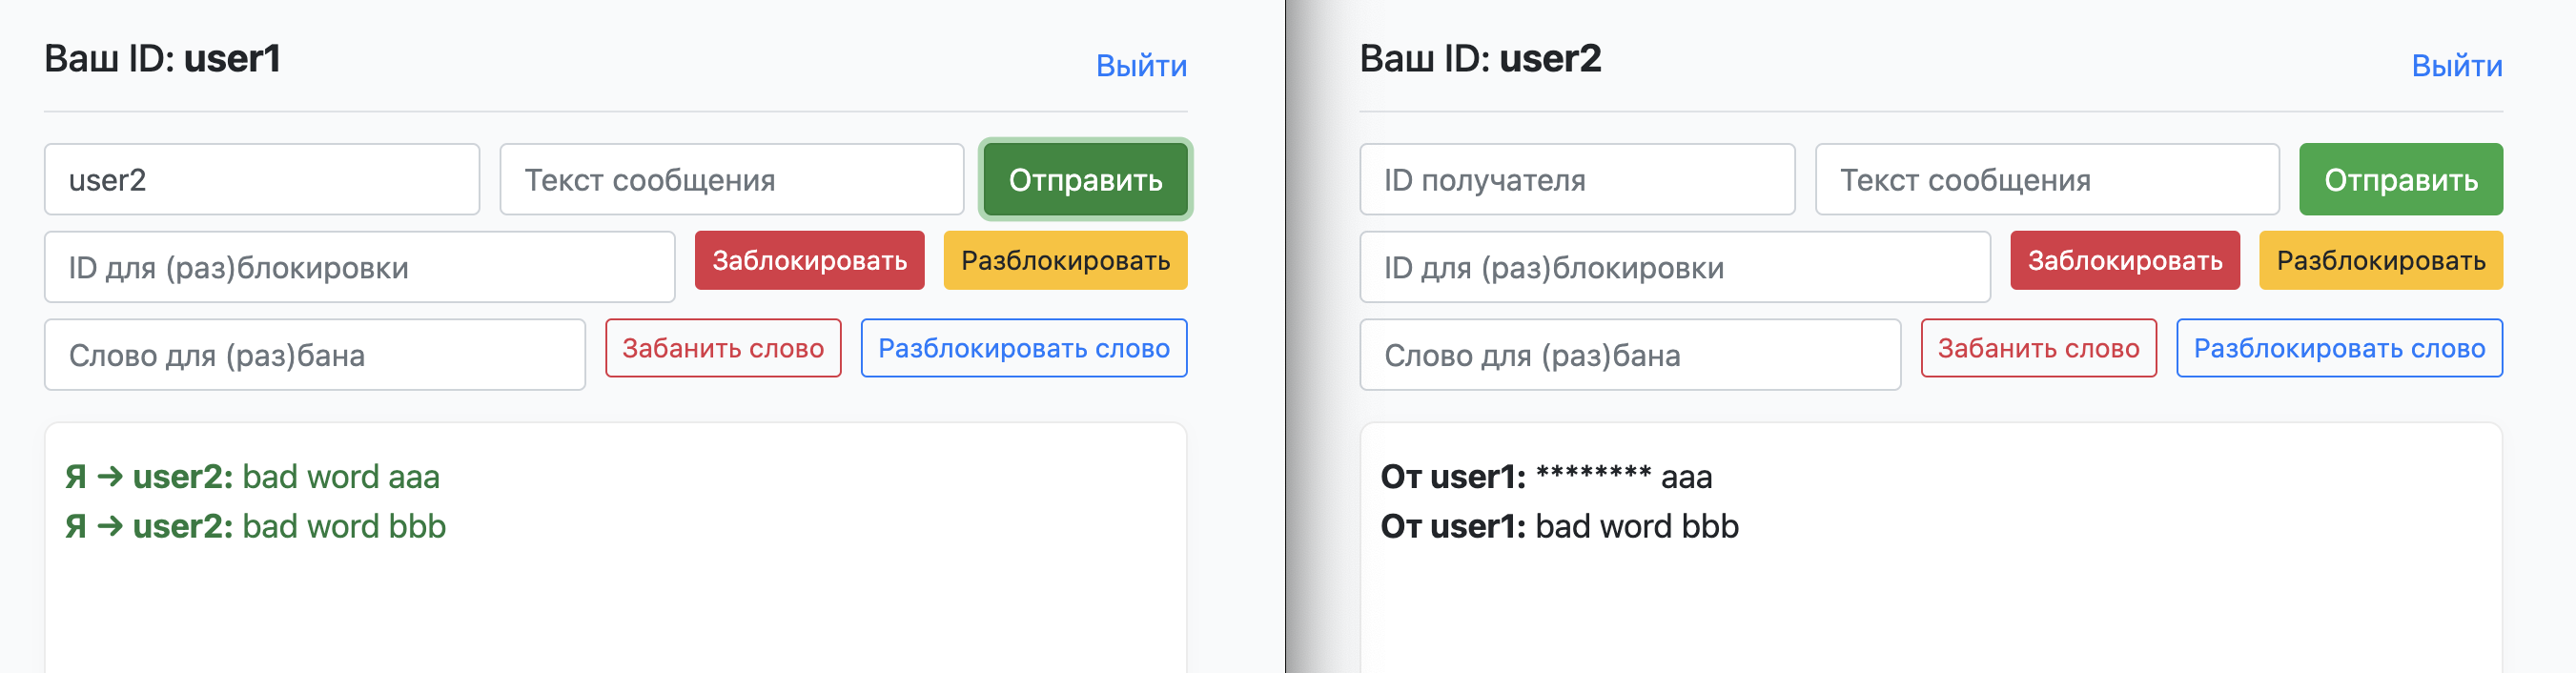 Ваш ID: user1
Выйти
user2
Текст сообщения
Отправить
ID для (раз)блокировки
Заблокировать
Разблокировать
Слово для (раз)бана
Забанить слово
Разблокировать слово
Я → user2: bad word aaa
Я → user2: bad word bbb
Ваш ID: user2
Выйти
ID получателя
Текст сообщения
Отправить
ID для (раз)блокировки
Заблокировать
Разблокировать
Слово для (раз)бана
Забанить слово
Разблокировать слово
От user1: ******** aaa
От user1: bad word bbb